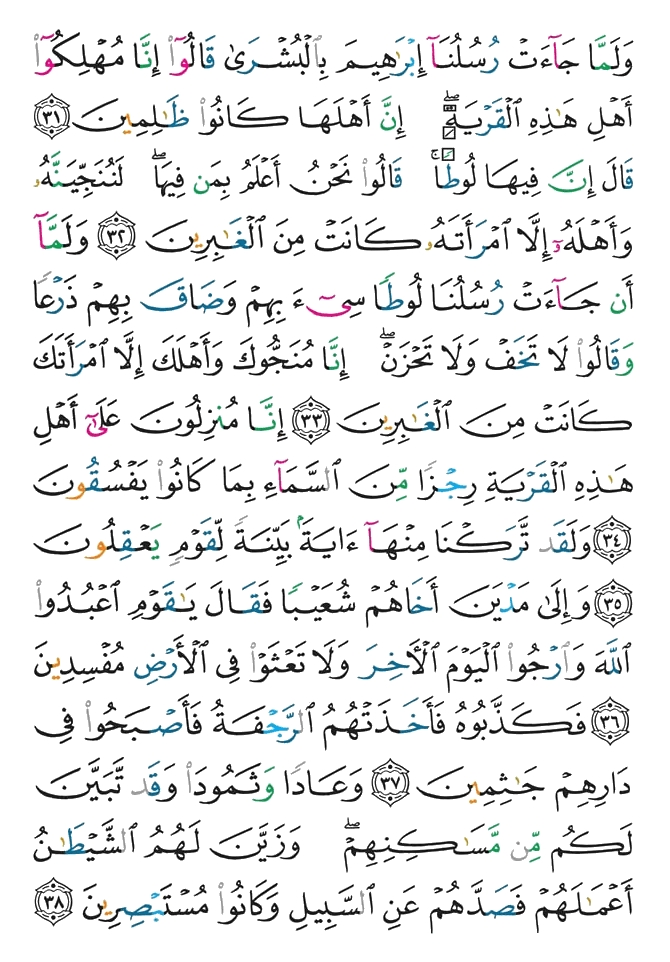 وَلَمَّا جَآءَتۡ رُسُلُنَآ إِبۡرَٰهِيمَ بِٱلۡبُشۡرَىٰ قَالُوٓاْ إِنَّا مُهۡلِكُوٓاْ
أَهۡلِ هَٰذِهِ ٱلۡقَرۡيَةِۖ إِنَّ أَهۡلَهَا كَانُواْ ظَٰلِمِينَ ٣١
قَالَ إِنَّ فِيهَا لُوطٗاۚ قَالُواْ نَحۡنُ أَعۡلَمُ بِمَن فِيهَاۖ لَنُنَجِّيَنَّهُۥ
وَأَهۡلَهُۥٓ إِلَّا ٱمۡرَأَتَهُۥ كَانَتۡ مِنَ ٱلۡغَٰبِرِينَ ٣٢ وَلَمَّآ
أَن جَآءَتۡ رُسُلُنَا لُوطٗا سِيٓءَ بِهِمۡ وَضَاقَ بِهِمۡ ذَرۡعٗا
وَقَالُواْ لَا تَخَفۡ وَلَا تَحۡزَنۡۖ إِنَّا مُنَجُّوكَ وَأَهۡلَكَ إِلَّا ٱمۡرَأَتَكَ
كَانَتۡ مِنَ ٱلۡغَٰبِرِينَ ٣٣ إِنَّا مُنزِلُونَ عَلَىٰٓ أَهۡلِ
هَٰذِهِ ٱلۡقَرۡيَةِ رِجۡزٗا مِّنَ ٱلسَّمَآءِ بِمَا كَانُواْ يَفۡسُقُونَ
٣٤ وَلَقَد تَّرَكۡنَا مِنۡهَآ ءَايَةَۢ بَيِّنَةٗ لِّقَوۡمٖ يَعۡقِلُونَ
٣٥ وَإِلَىٰ مَدۡيَنَ أَخَاهُمۡ شُعَيۡبٗا فَقَالَ يَٰقَوۡمِ ٱعۡبُدُواْ
ٱللَّهَ وَٱرۡجُواْ ٱلۡيَوۡمَ ٱلۡأٓخِرَ وَلَا تَعۡثَوۡاْ فِي ٱلۡأَرۡضِ مُفۡسِدِينَ
٣٦ فَكَذَّبُوهُ فَأَخَذَتۡهُمُ ٱلرَّجۡفَةُ فَأَصۡبَحُواْ فِي
دَارِهِمۡ جَٰثِمِينَ ٣٧ وَعَادٗا وَثَمُودَاْ وَقَد تَّبَيَّنَ
لَكُم مِّن مَّسَٰكِنِهِمۡۖ وَزَيَّنَ لَهُمُ ٱلشَّيۡطَٰنُ
أَعۡمَٰلَهُمۡ فَصَدَّهُمۡ عَنِ ٱلسَّبِيلِ وَكَانُواْ مُسۡتَبۡصِرِينَ ٣٨